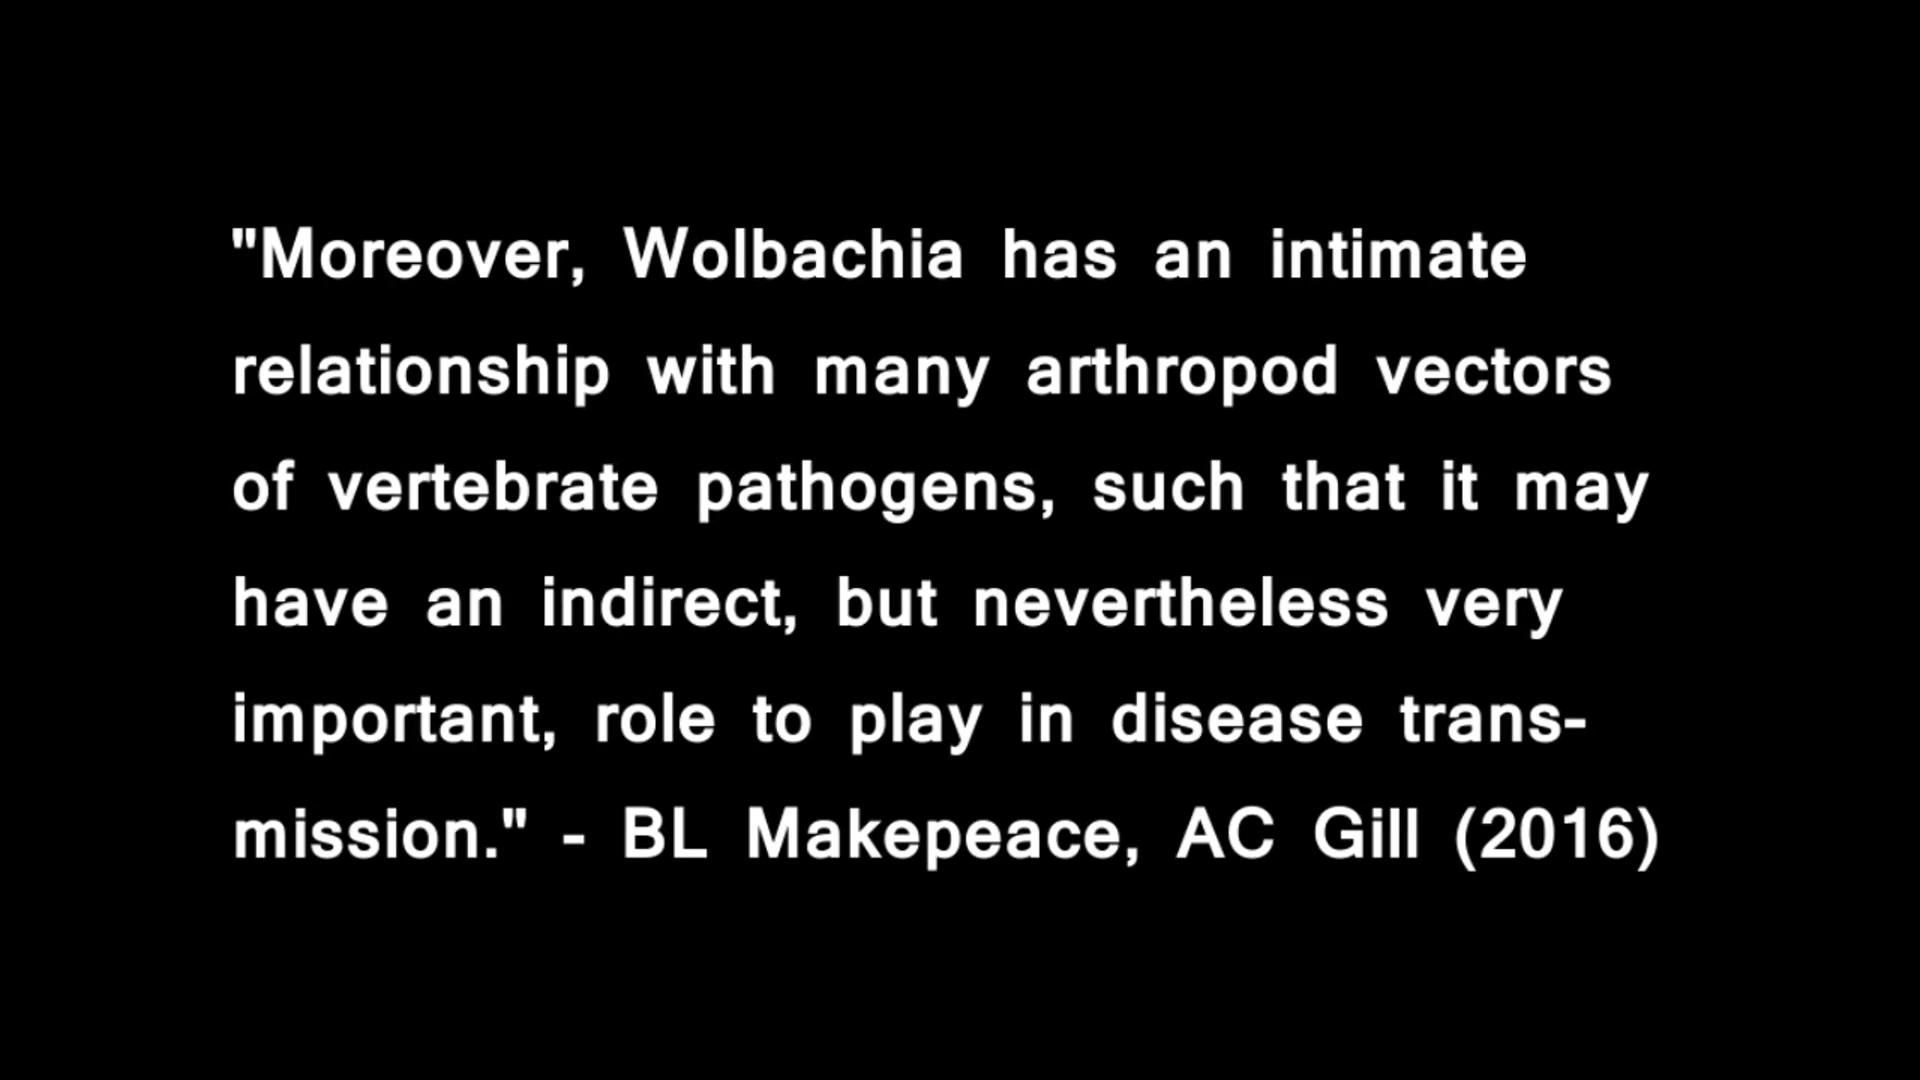 "Moreover, Wolbachia has an intimate
relationship with many arthropod vectors
of vertebrate pathogens, such that it may
have an indirect, but nevertheless very
important, role to play in disease trans-
mission." - BL Makepeace, AC Gill (2016)